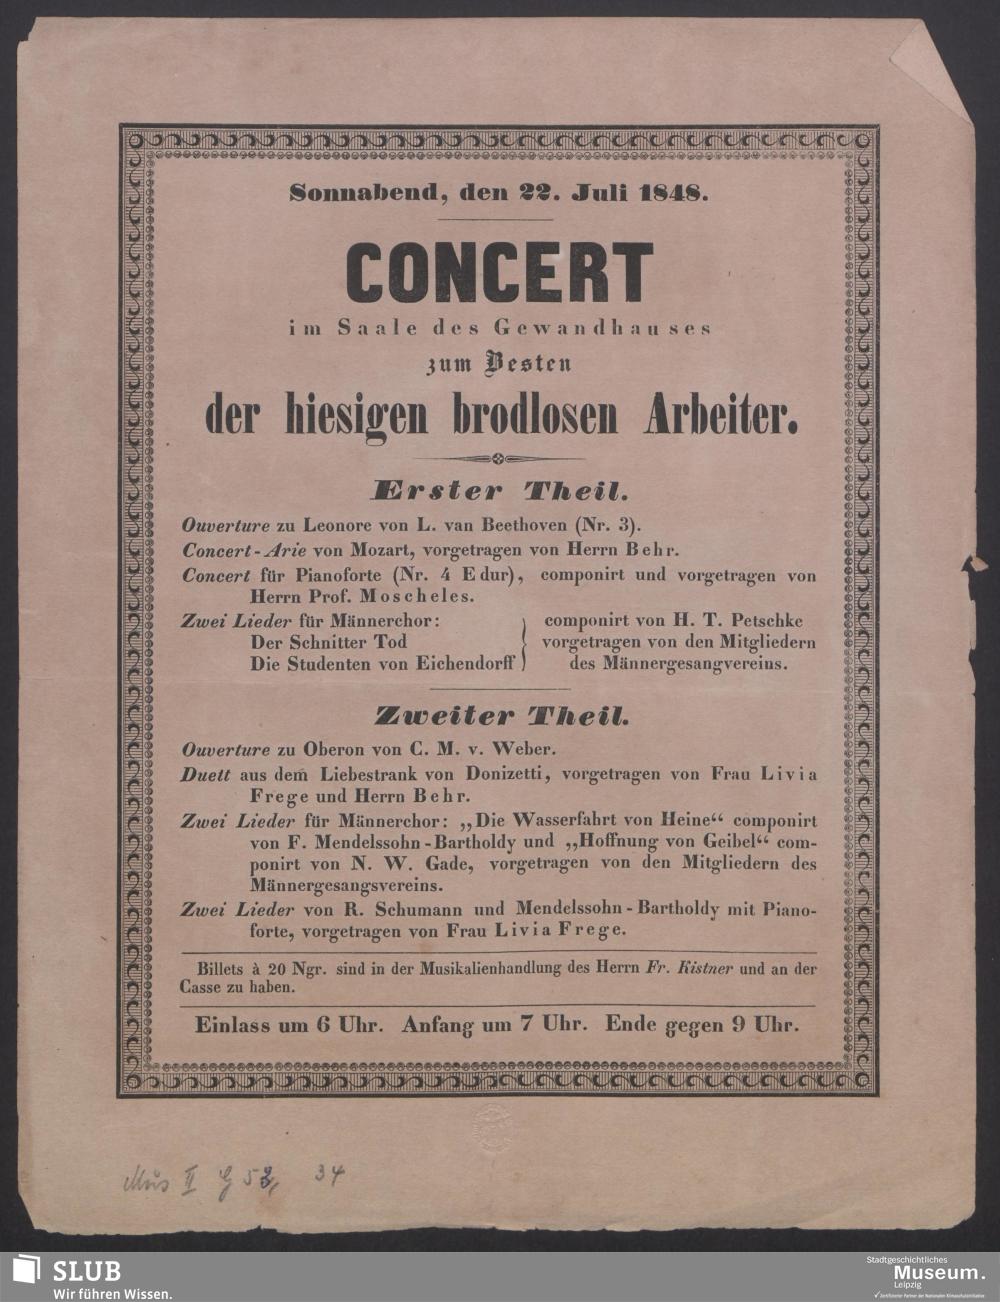 Sonnabend, den 22. Juli 1848.
CONCERT
im Saale des Gewandhauses
zum Besten
der hiesigen brodlosen Arbeiter.
Erster Theil.
Ouverture zu Leonore von L. van Beethoven (Nr. 3).
Concert-Arie von Mozart, vorgetragen von Herrn Behr.
Concert für Pianoforte (Nr. 4 Edur), componirt und vorgetragen von
Herrn Prof. Moscheles.
Zwei Lieder für Männerchor:
Der Schnitter Tod
Die Studenten von Eichendorff
componirt von H. T. Petschke
vorgetragen von den Mitgliedern
des Männergesangvereins.
Zweiter Theil.
Ouverture zu Oberon von C. M. v. Weber.
Duett aus dem Liebestrank von Donizetti, vorgetragen von Frau Livia
Frege und Herrn Behr.
Zwei Lieder für Männerchor: „Die Wasserfahrt von Heine“ componirt
von F. Mendelssohn-Bartholdy und „Hoffnung von Geibel“ com-
ponirt von N. W. Gade, vorgetragen von den Mitgliedern des
Männergesangsvereins.
Zwei Lieder von R. Schumann und Mendelssohn-Bartholdy mit Piano-
forte, vorgetragen von Frau Livia Frege.
Billets à 20 Ngr. sind in der Musikalienhandlung des Herrn Fr. Kistner und an der
Casse zu haben.
Einlass um 6 Uhr. Anfang um 7 Uhr. Ende gegen 9 Uhr.
Mus II 34
SLUB
Wir führen Wissen.
Stadtgeschichtliches
Museum.
Leipzig
Zertifizierter Partner der Nationalen Klimaschutzinitiative